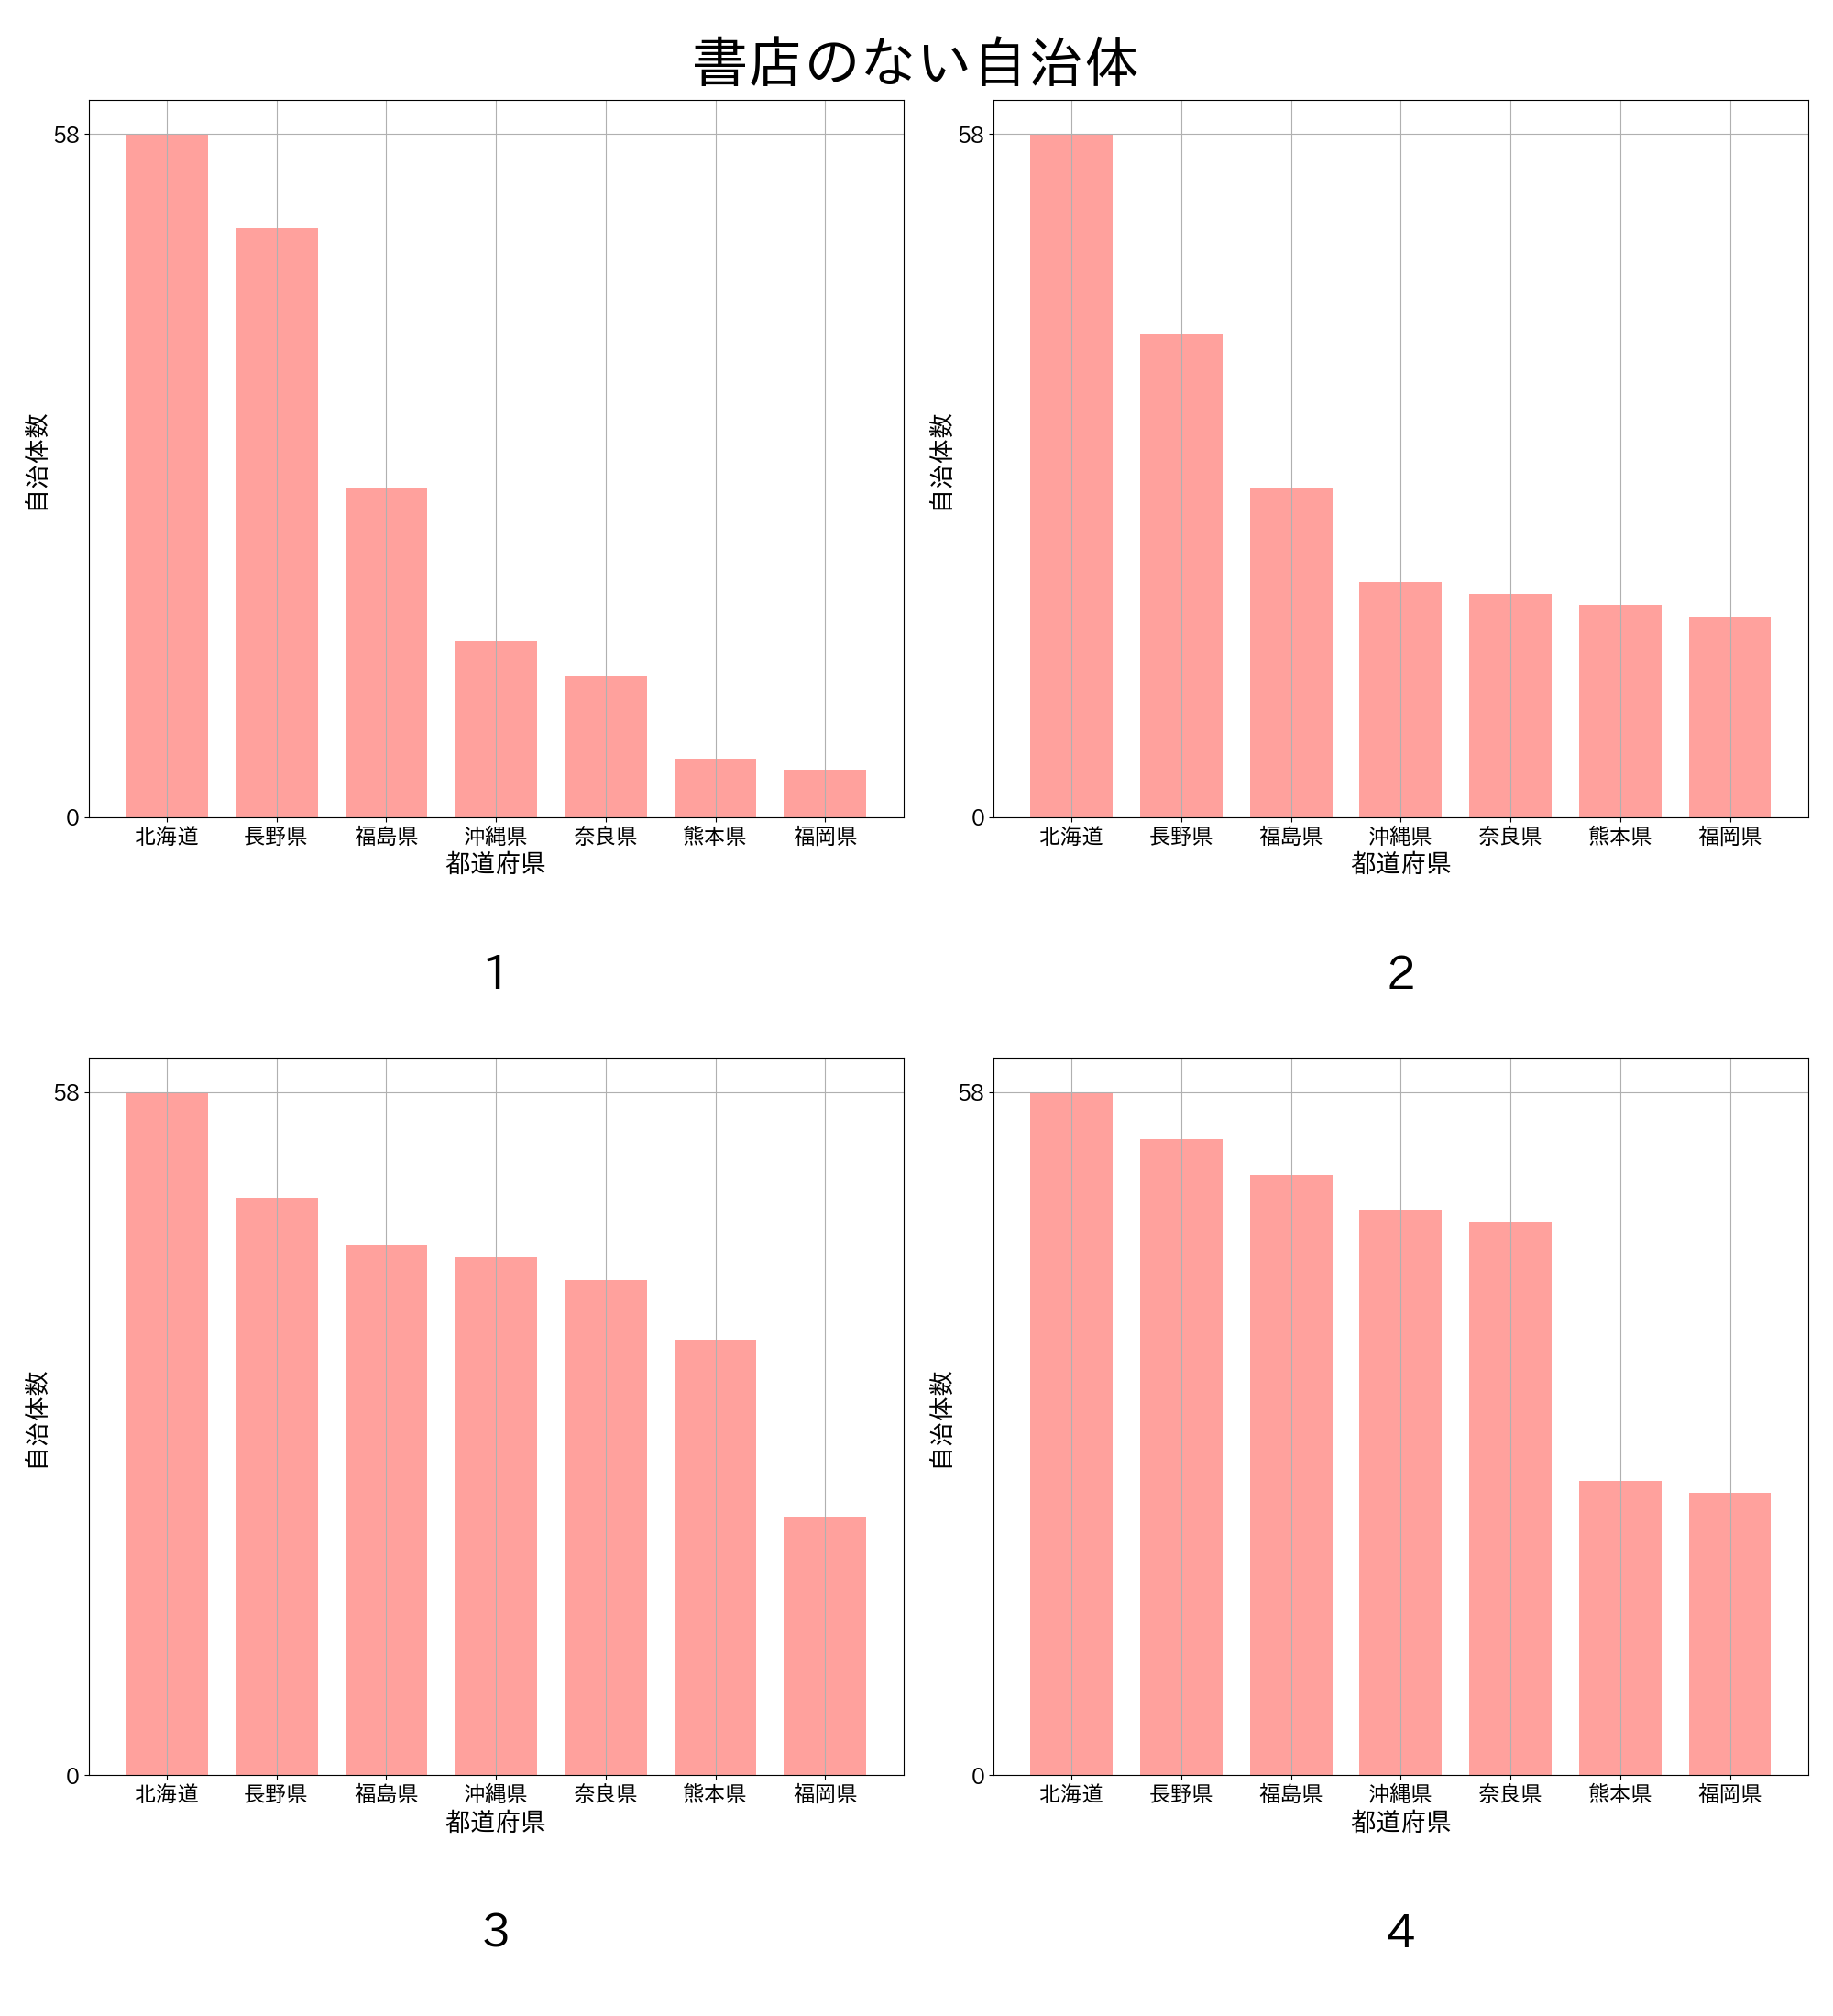 書店のない自治体
58
0
自治体数
北海道 長野県 福島県 沖縄県 奈良県 熊本県 福岡県
都道府県
1
58
0
自治体数
北海道 長野県 福島県 沖縄県 奈良県 熊本県 福岡県
都道府県
2
58
0
自治体数
北海道 長野県 福島県 沖縄県 奈良県 熊本県 福岡県
都道府県
3
58
0
自治体数
北海道 長野県 福島県 沖縄県 奈良県 熊本県 福岡県
都道府県
4